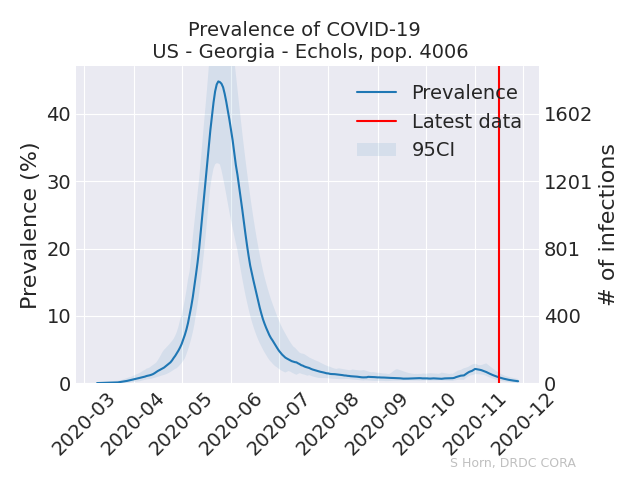 Prevalence of COVID-19
US - Georgia - Echols, pop. 4006
Prevalence
Latest data
95CI
Prevalence (%)
40
30
20
10
0
1602
1201
801
400
0
# of infections
2020-03
2020-04
2020-05
2020-06
2020-07
2020-08
2020-09
2020-10
2020-11
2020-12
S Horn, DRDC CORA